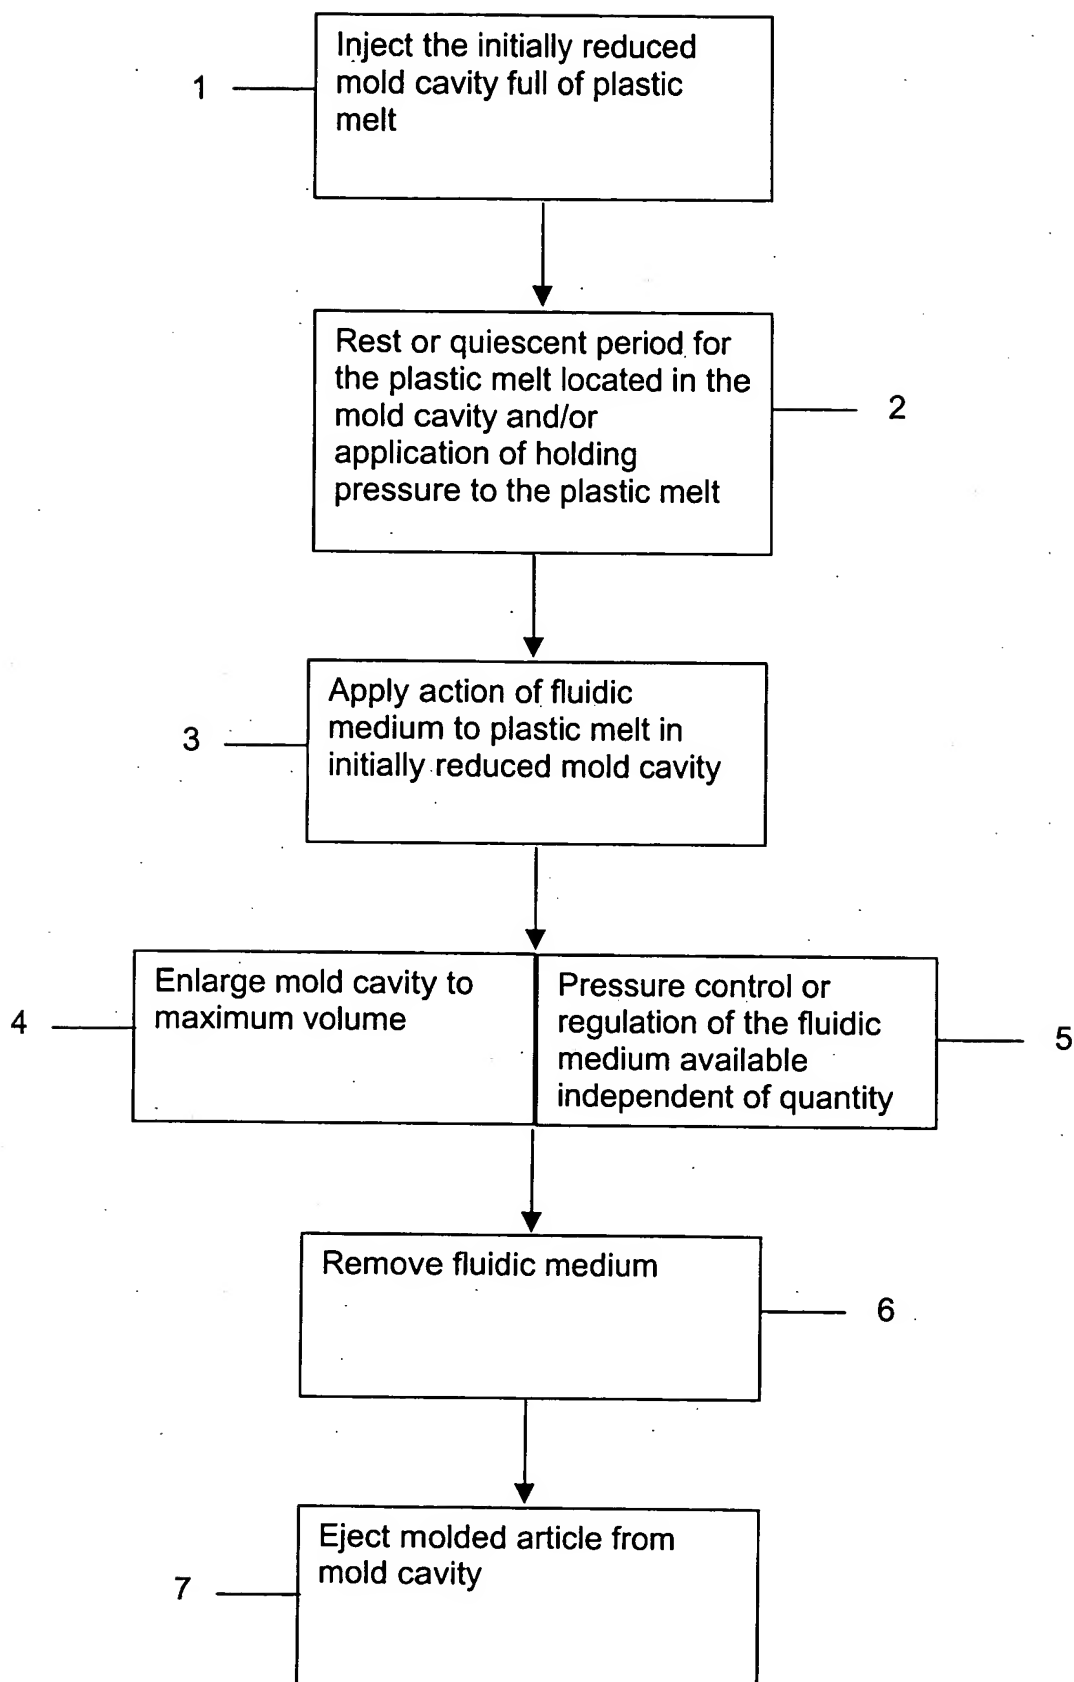 Inject the initially reduced
mold cavity full of plastic
melt
1
Rest or quiescent period for
the plastic melt located in the
mold cavity and/or
application of holding
pressure to the plastic melt
2
Apply action of fluidic
medium to plastic melt in
initially reduced mold cavity
3
Enlarge mold cavity to
maximum volume
4
Pressure control or
regulation of the fluidic
medium available
independent of quantity
5
Remove fluidic medium
6
Eject molded article from
mold cavity
7